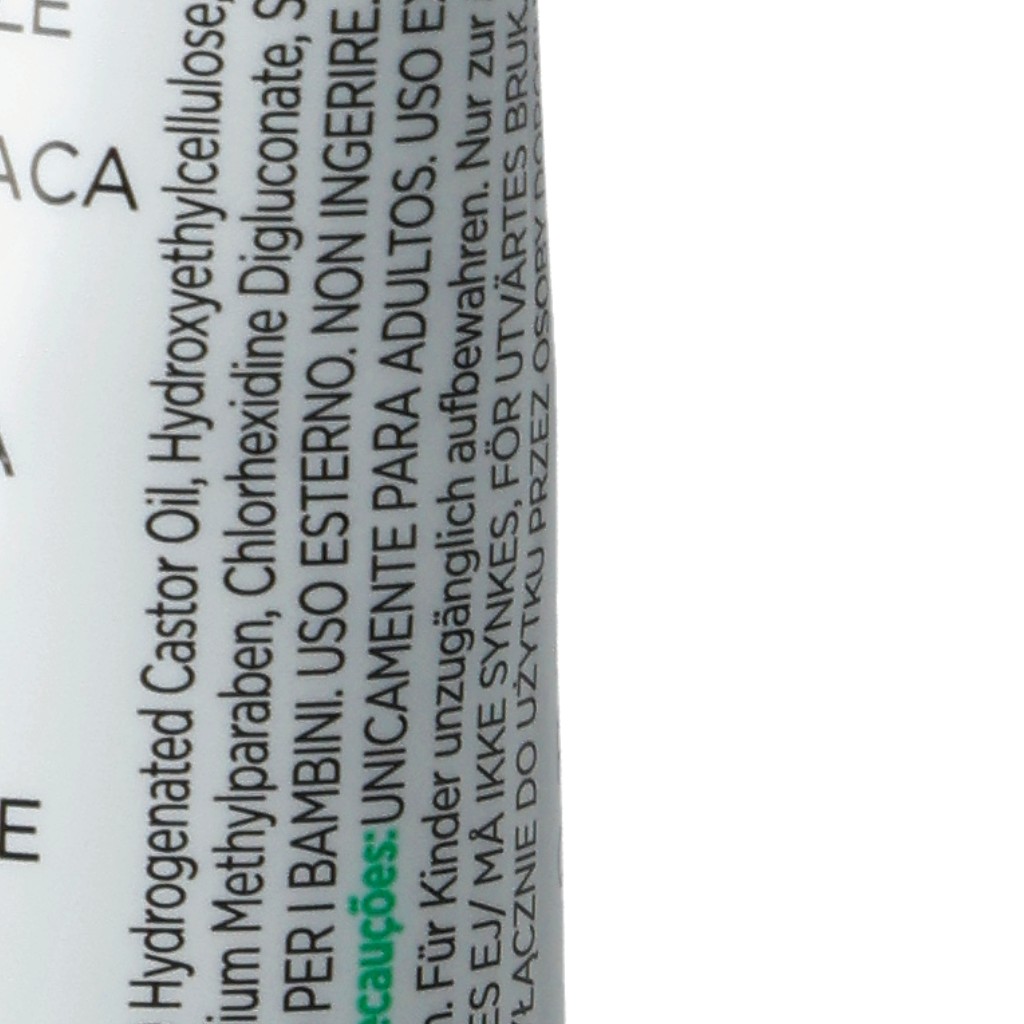 LE
ACA
A
E
Hydrogenated Castor Oil, Hydroxyethylcellulose,
ium Methylparaben, Chlorhexidine Digluconate, S
PER I BAMBINI. USO ESTERNO. NON INGERIRE.
ecauções: UNICAMENTE PARA ADULTOS. USO EX
n. Für Kinder unzugänglich aufbewahren. Nur zur
ES EJ/ MÅ IKKE SYNKES, FÖR UTVÄRTES BRUK.
YŁĄCZNIE DO UŻYTKU PRZEZ OSOBY